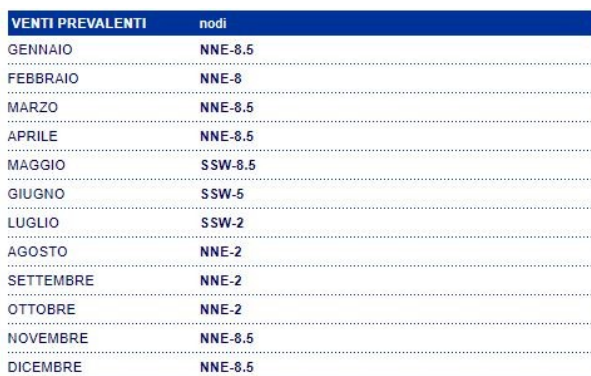 VENTI PREVALENTI nodi
GENNAIO NNE-8.5
FEBBRAIO NNE-8
MARZO NNE-8.5
APRILE NNE-8.5
MAGGIO SSW-8.5
GIUGNO SSW-5
LUGLIO SSW-2
AGOSTO NNE-2
SETTEMBRE NNE-2
OTTOBRE NNE-2
NOVEMBRE NNE-8.5
DICEMBRE NNE-8.5